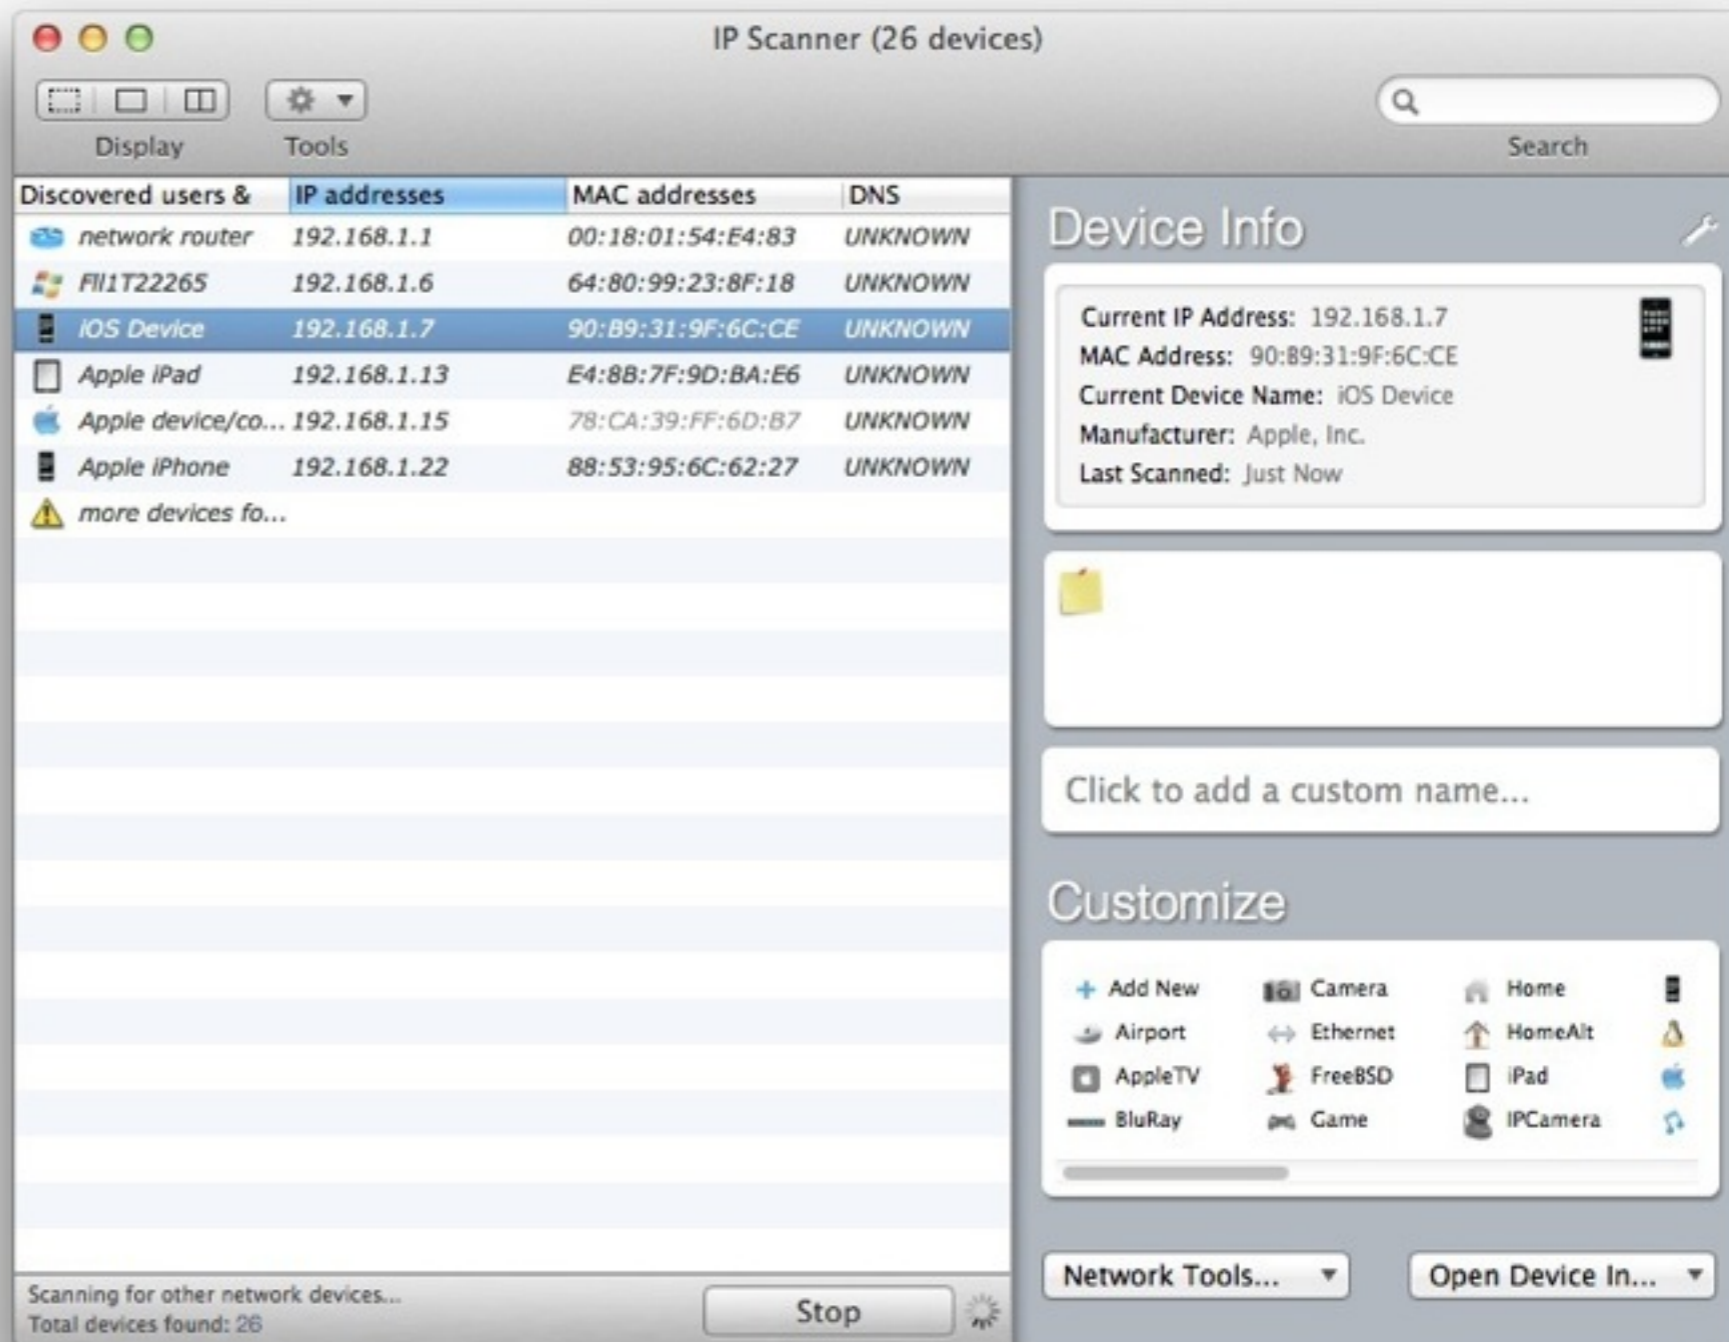 IP Scanner (26 devices)
Display Tools Search
Discovered users & IP addresses MAC addresses DNS
network router 192.168.1.1 00:18:01:54:E4:83 UNKNOWN
192.168.1.6 64:80:99:23:8F:18 UNKNOWN
iOS Device 192.168.1.7 90:B9:31:9F:6C:CE UNKNOWN
Apple iPad 192.168.1.13 E4:8B:7F:9D:BA:E6 UNKNOWN
Apple device/co... 192.168.1.15 78:CA:39:FF:6D:B7 UNKNOWN
Apple iPhone 192.168.1.22 88:53:95:6C:62:27 UNKNOWN
more devices fo...
Scanning for other network devices...
Total devices found: 26
Stop
Device Info
Current IP Address: 192.168.1.7
MAC Address: 90:B9:31:9F:6C:CE
Current Device Name: iOS Device
Manufacturer: Apple, Inc.
Last Scanned: Just Now
Click to add a custom name...
Customize
Add New Camera Home
Airport Ethernet HomeAlt
AppleTV FreeBSD iPad
BluRay Game IPCamera
Network Tools... Open Device In...